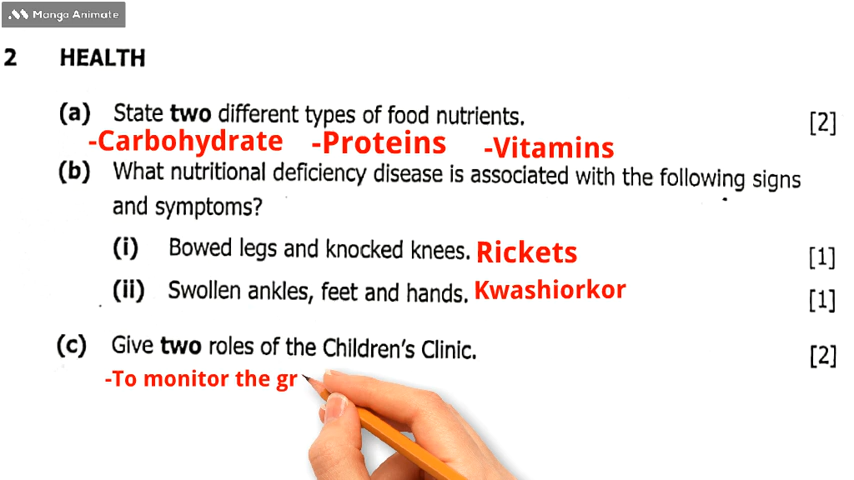 Manga Animate
2 HEALTH
(a) State two different types of food nutrients. [2]
-Carbohydrate -Proteins -Vitamins
(b) What nutritional deficiency disease is associated with the following signs
and symptoms?
(i) Bowed legs and knocked knees. Rickets [1]
(ii) Swollen ankles, feet and hands. Kwashiorkor [1]
(c) Give two roles of the Children's Clinic. [2]
-To monitor the gr